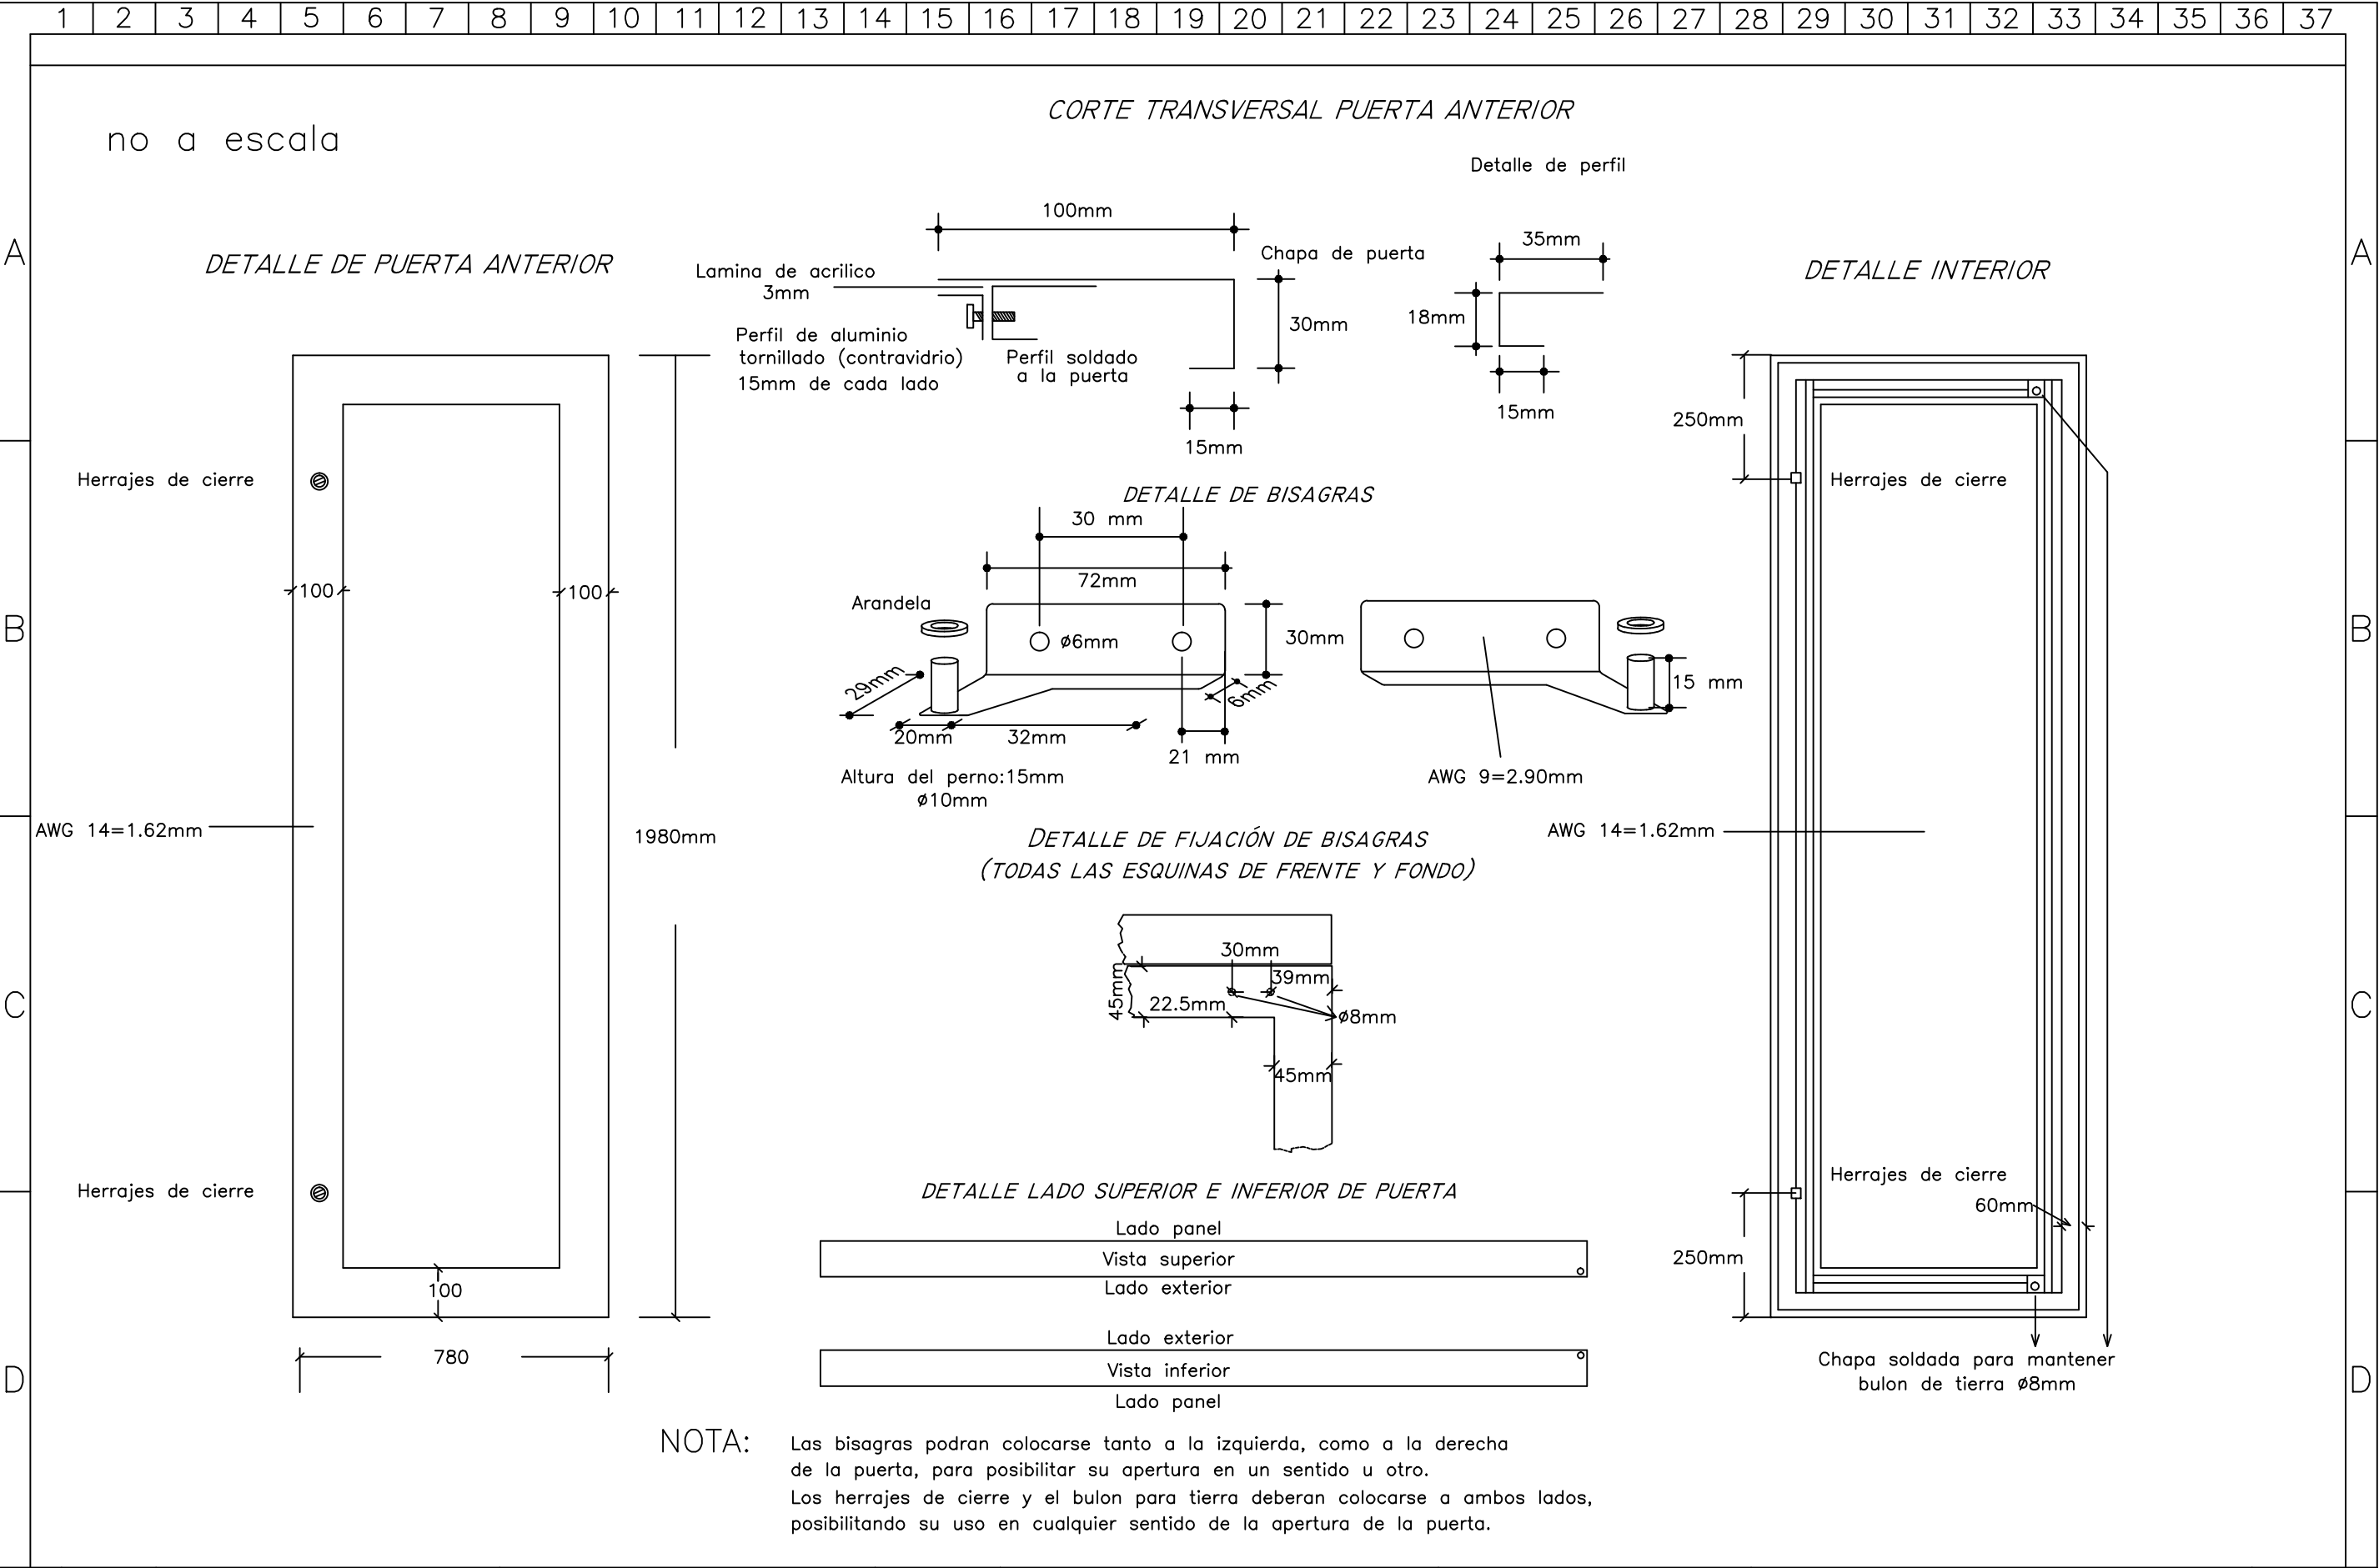 1 2 3 4 5 6 7 8 9 10 11 12 13 14 15 16 17 18 19 20 21 22 23 24 25 26 27 28 29 30 31 32 33 34 35 36 37
A
B
C
D
A
B
C
D
no a escala
DETALLE DE PUERTA ANTERIOR
Herrajes de cierre
100
100
AWG 14=1.62mm
1980mm
Herrajes de cierre
100
780
CORTE TRANSVERSAL PUERTA ANTERIOR
100mm
Lamina de acrilico
3mm
Perfil de aluminio
tornillado (contravidrio)
15mm de cada lado
Perfil soldado
a la puerta
Chapa de puerta
30mm
15mm
Detalle de perfil
35mm
18mm
15mm
DETALLE DE BISAGRAS
30 mm
72mm
Arandela
ø6mm
30mm
29mm
6mm
20mm
32mm
21 mm
Altura del perno:15mm
ø10mm
15 mm
AWG 9=2.90mm
DETALLE DE FIJACIÓN DE BISAGRAS
(TODAS LAS ESQUINAS DE FRENTE Y FONDO)
30mm
39mm
45mm
22.5mm
ø8mm
45mm
DETALLE LADO SUPERIOR E INFERIOR DE PUERTA
Lado panel
Vista superior
Lado exterior
Lado exterior
Vista inferior
Lado panel
DETALLE INTERIOR
250mm
Herrajes de cierre
AWG 14=1.62mm
Herrajes de cierre
60mm
250mm
Chapa soldada para mantener
bulon de tierra ø8mm
NOTA:
Las bisagras podran colocarse tanto a la izquierda, como a la derecha
de la puerta, para posibilitar su apertura en un sentido u otro.
Los herrajes de cierre y el bulon para tierra deberan colocarse a ambos lados,
posibilitando su uso en cualquier sentido de la apertura de la puerta.